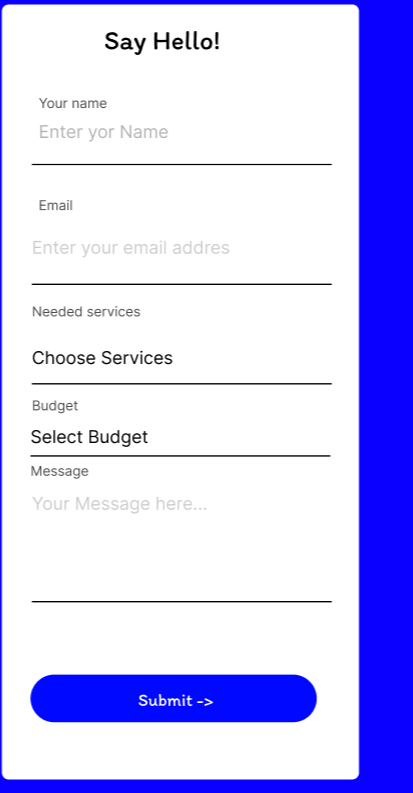 Say Hello!
Your name
Enter yor Name
Email
Enter your email addres
Needed services
Choose Services
Budget
Select Budget
Message
Your Message here...
Submit ->